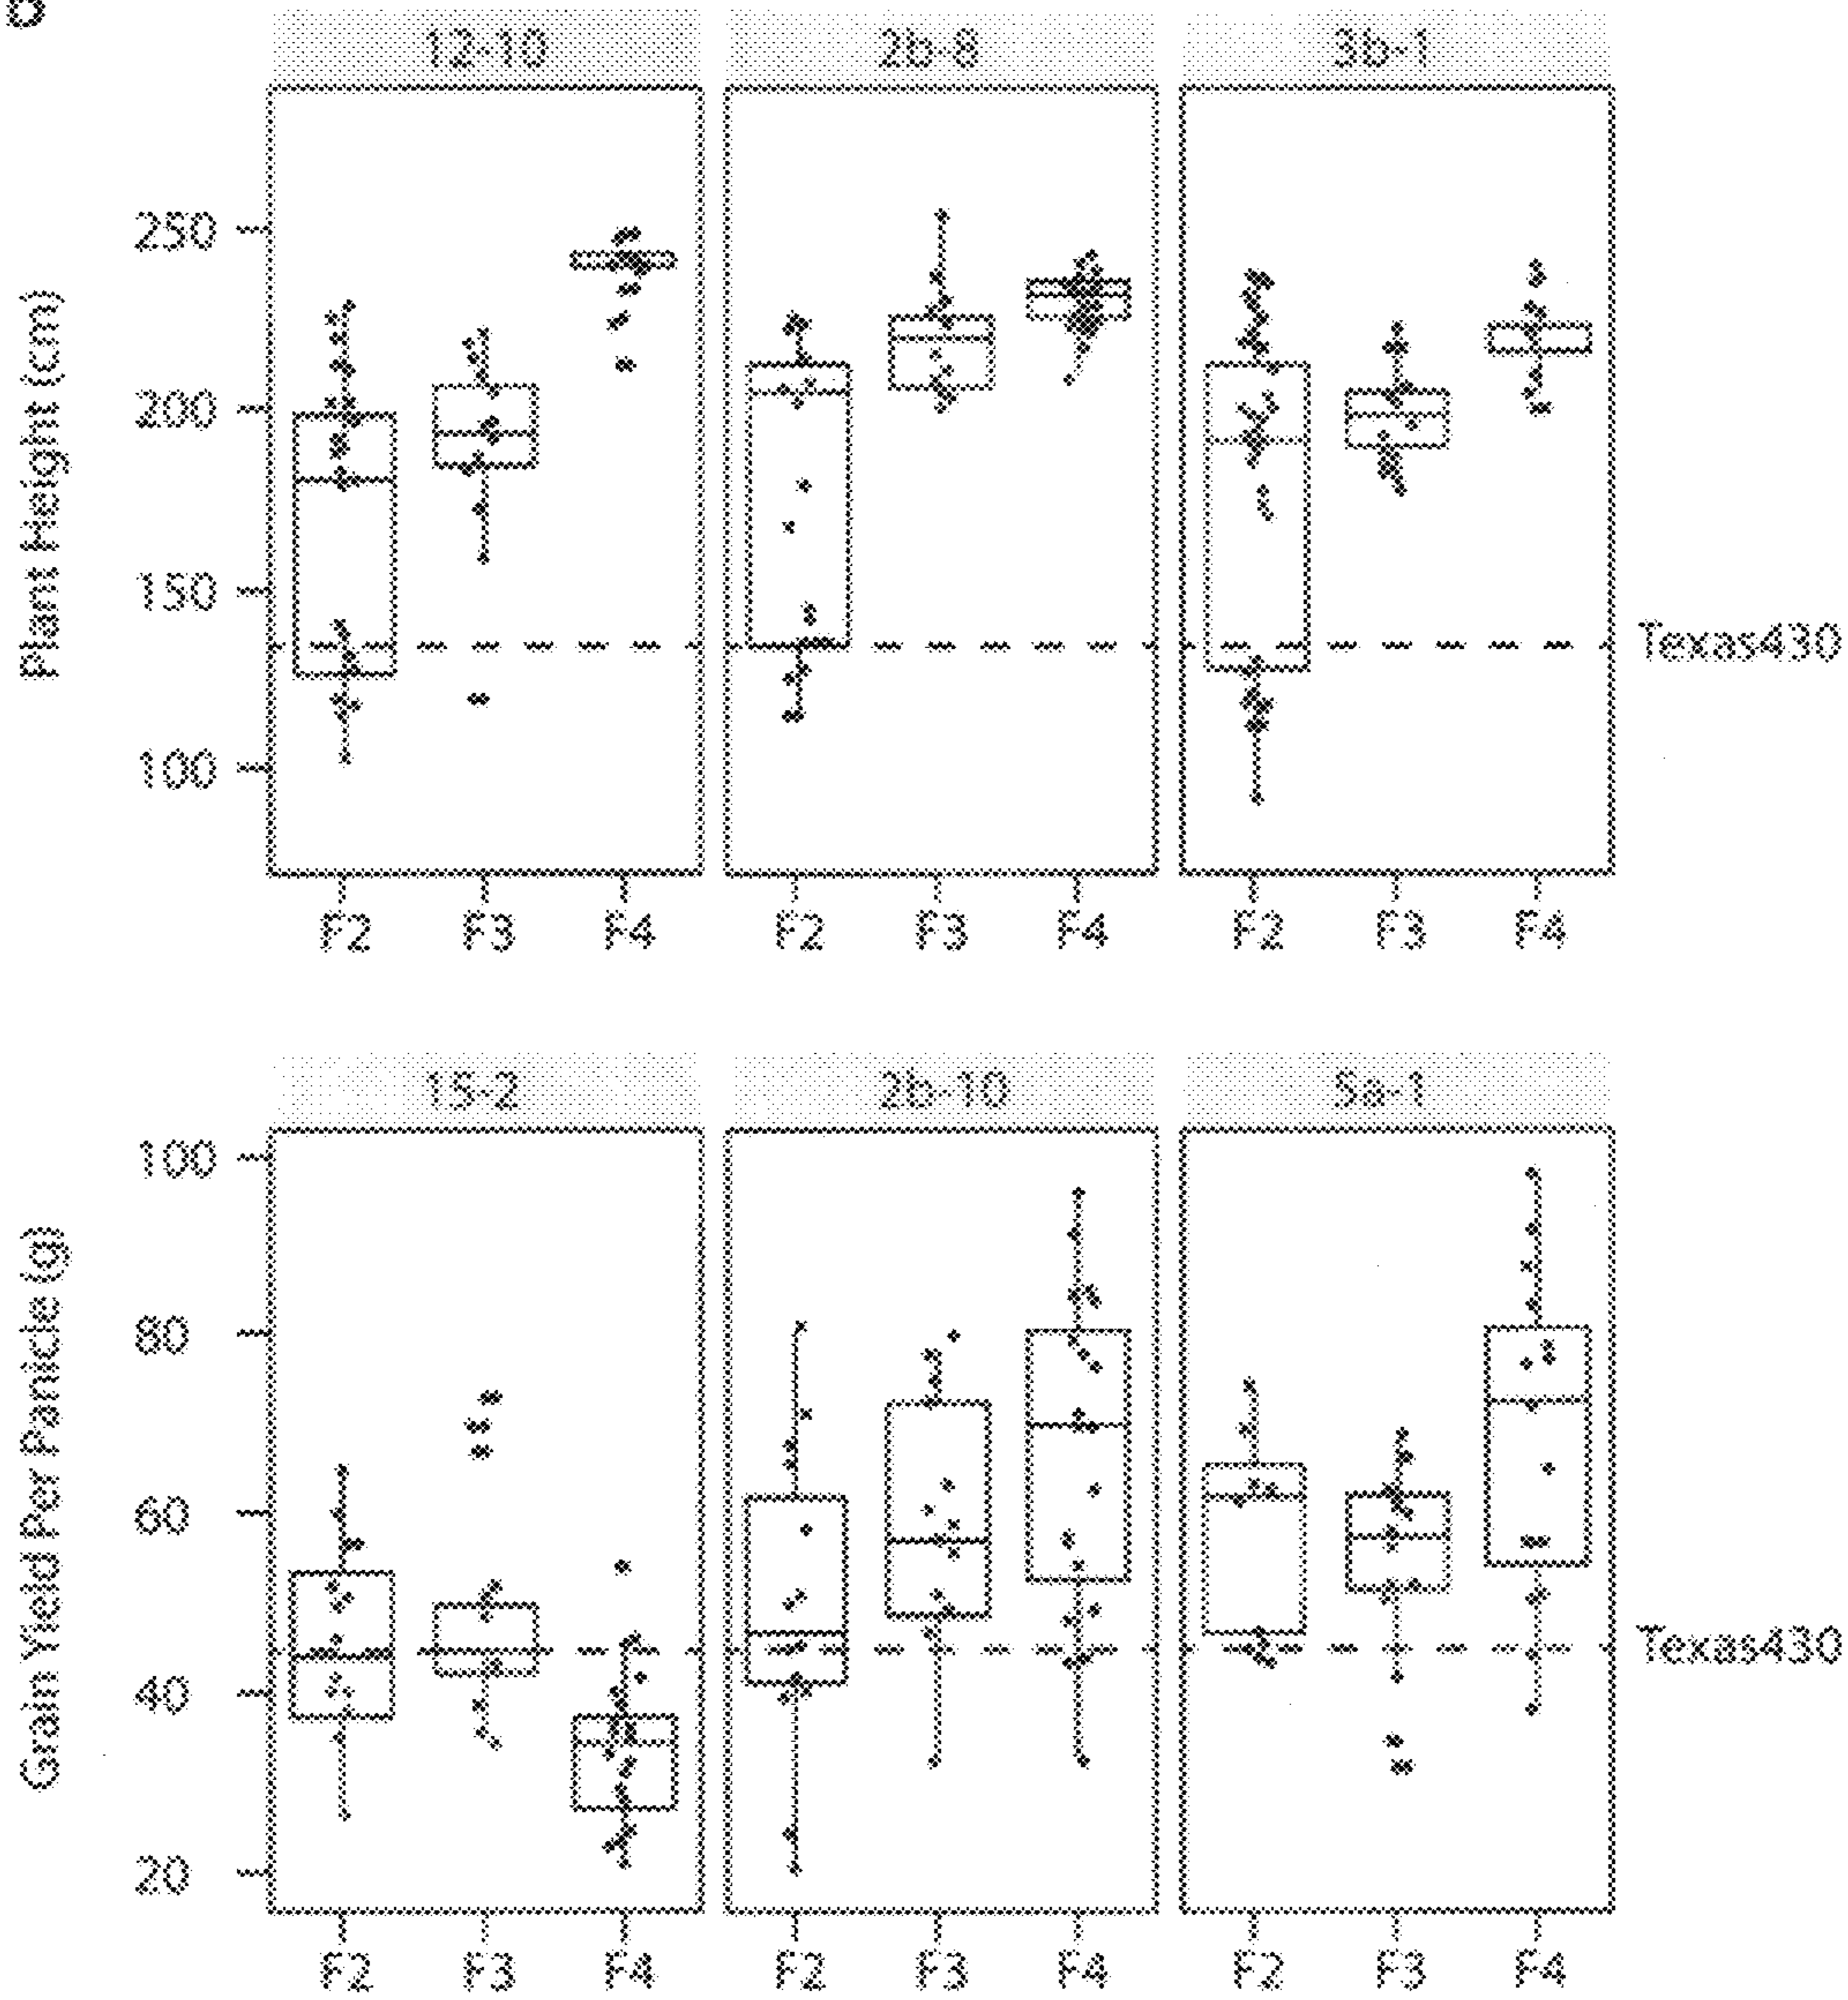 12-10 2b-8 3b-1
Plant Height (cm)
250
200
150
100
Texas430
F2 F3 F4 F2 F3 F4 F2 F3 F4
15-2 2b-10 5a-1
Grain Yield Per Panicle (g)
100
80
60
40
20
Texas430
F2 F3 F4 F2 F3 F4 F2 F3 F4